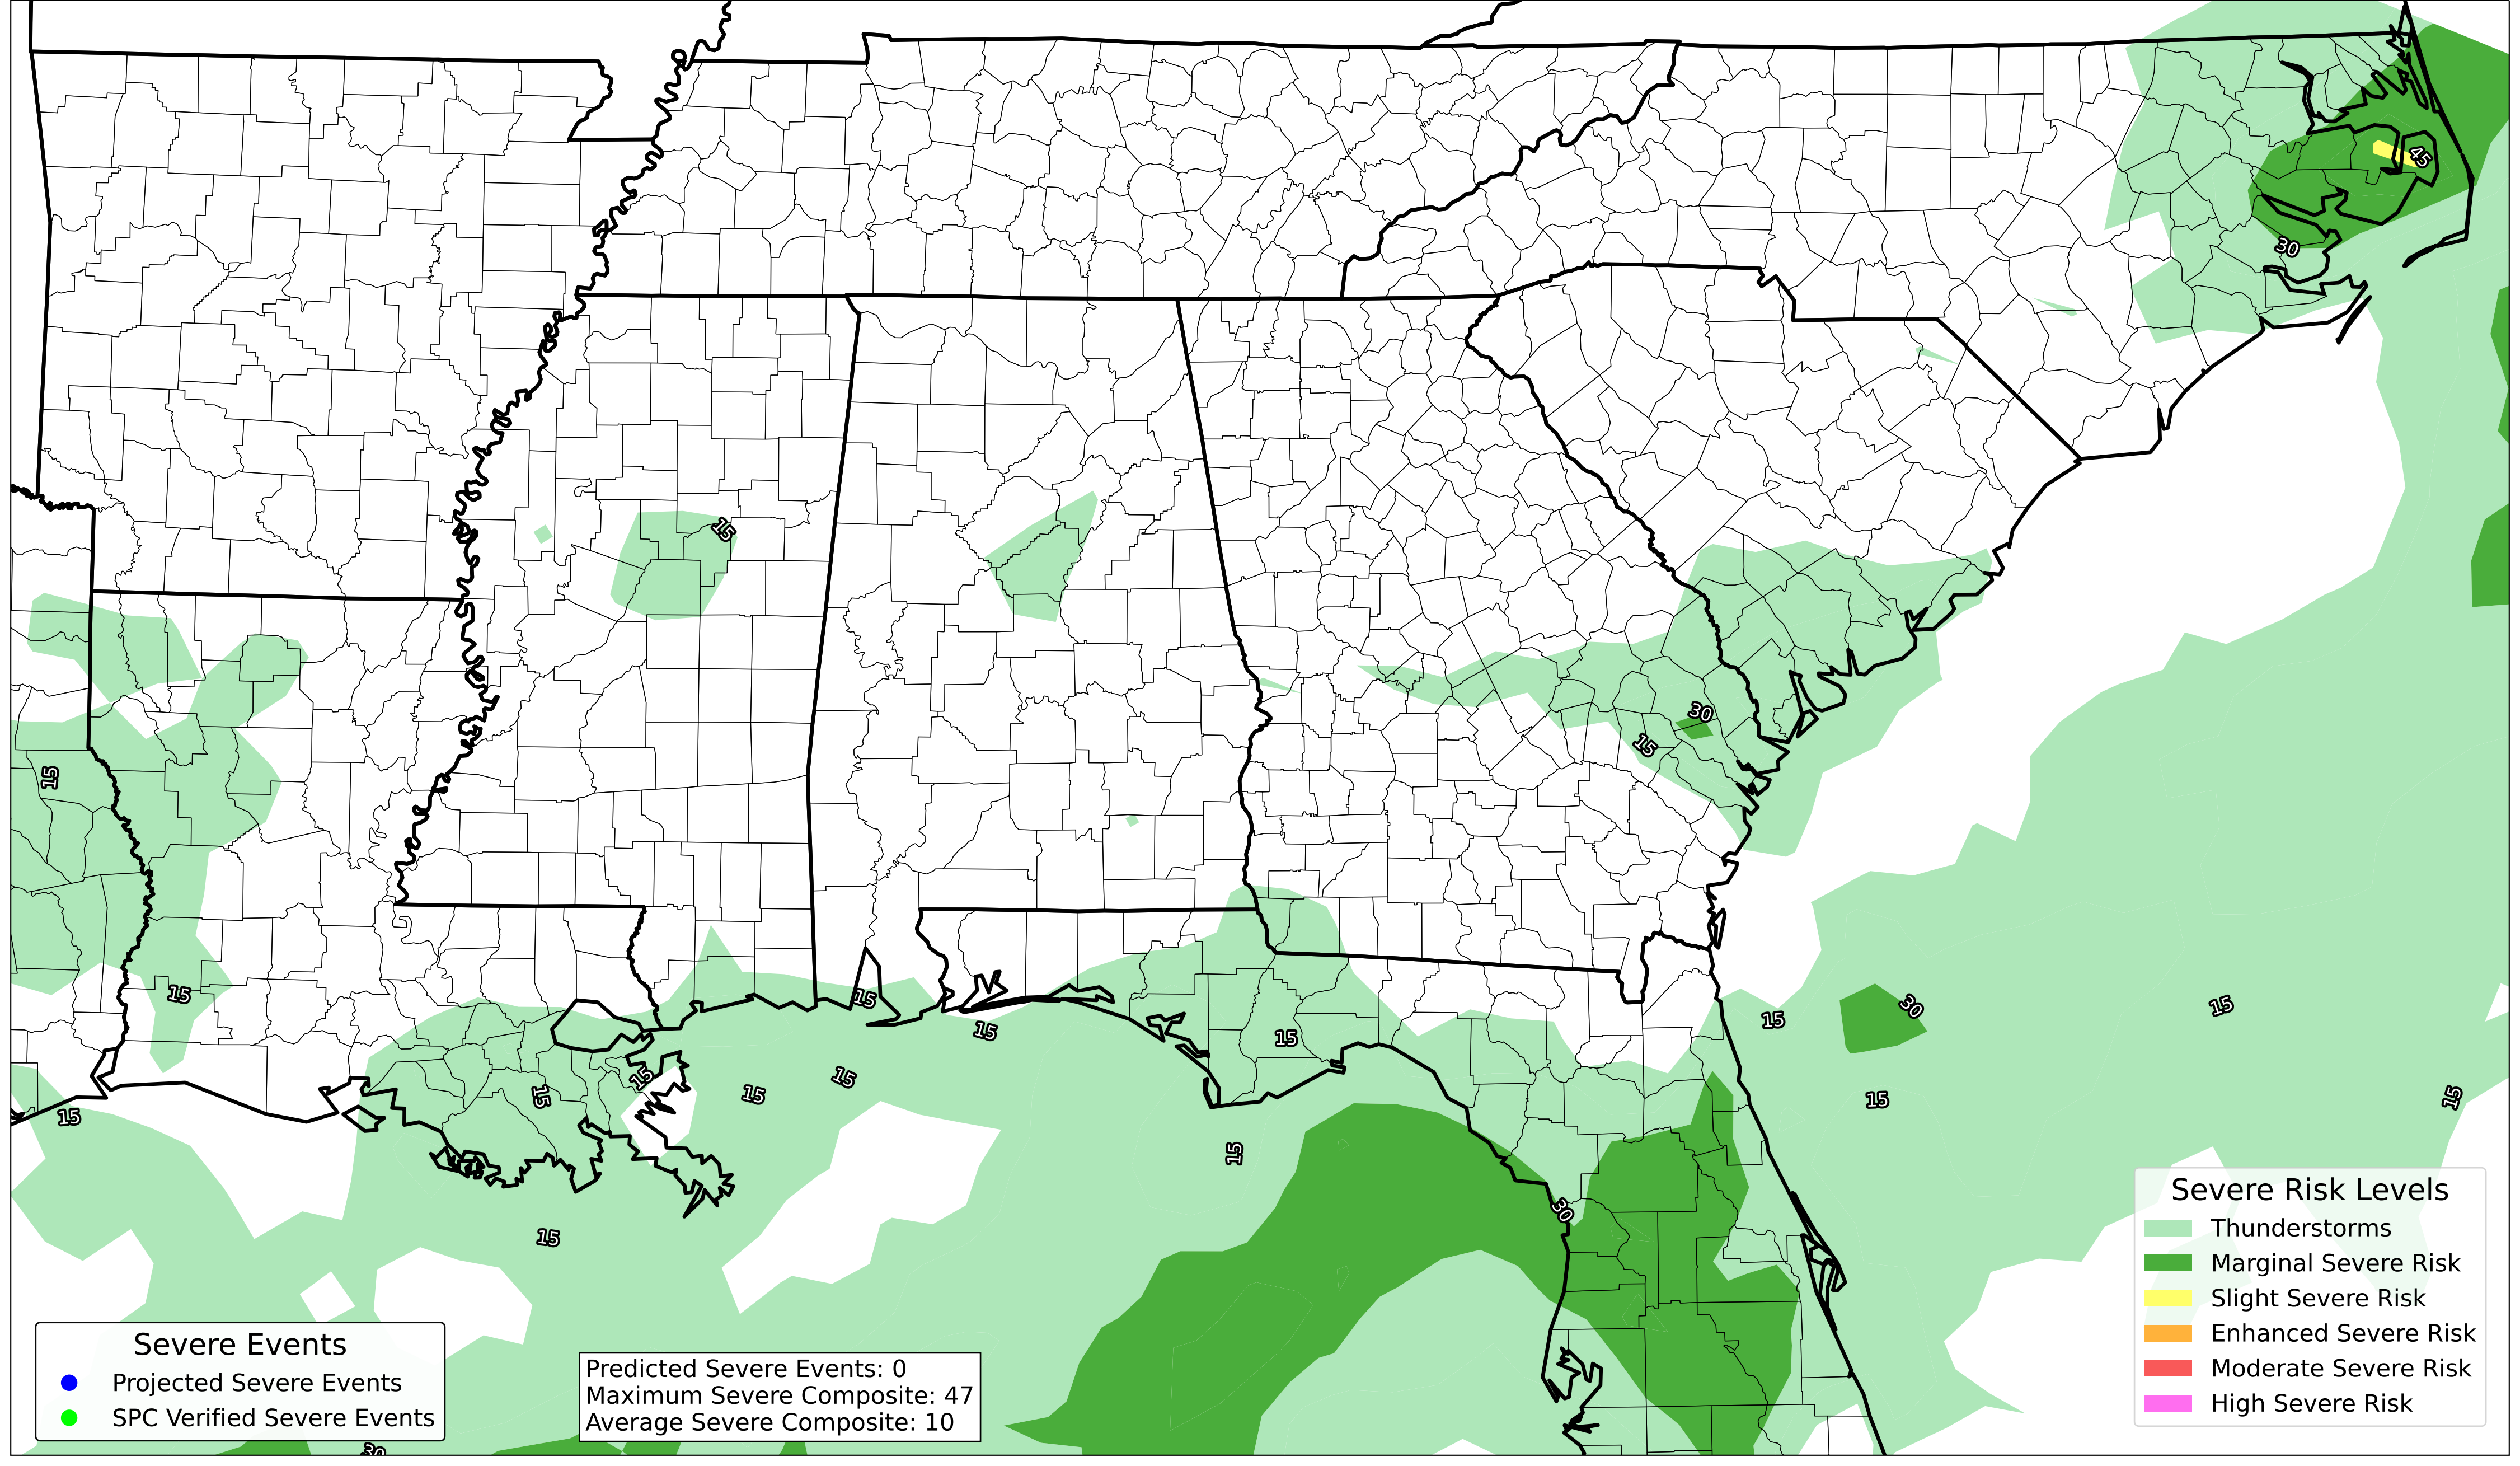 45
30
15
30
15
15
15
15
30
15
15
15
15
15
15
15
15
15
15
15
15
30
15
Severe Risk Levels
Thunderstorms
Marginal Severe Risk
Slight Severe Risk
Enhanced Severe Risk
Moderate Severe Risk
High Severe Risk
Severe Events
Projected Severe Events
SPC Verified Severe Events
Predicted Severe Events: 0
Maximum Severe Composite: 47
Average Severe Composite: 10
30